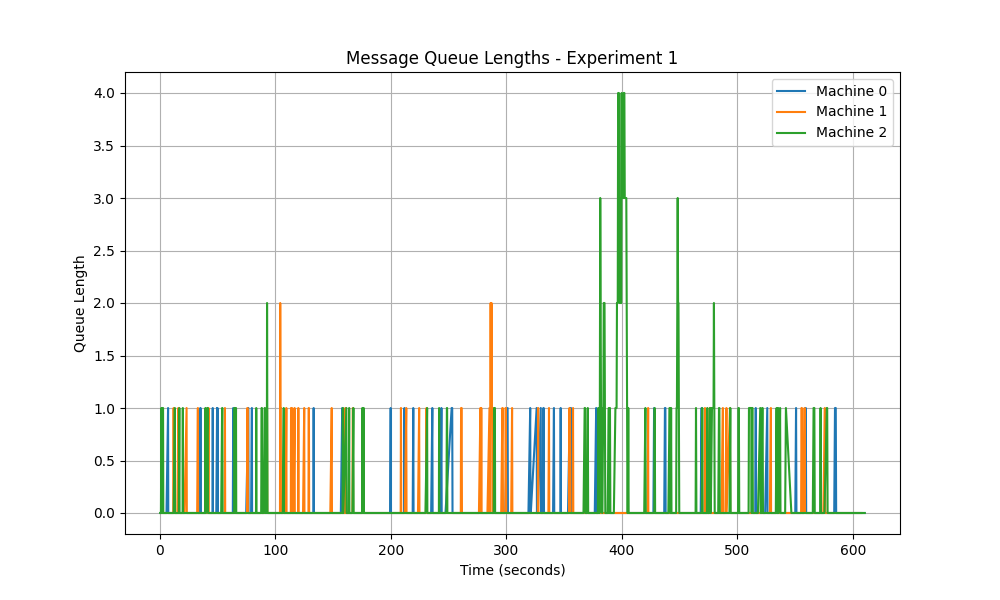 Message Queue Lengths - Experiment 1
Machine 0
Machine 1
Machine 2
Queue Length
4.0
3.5
3.0
2.5
2.0
1.5
1.0
0.5
0.0
0 100 200 300 400 500 600
Time (seconds)